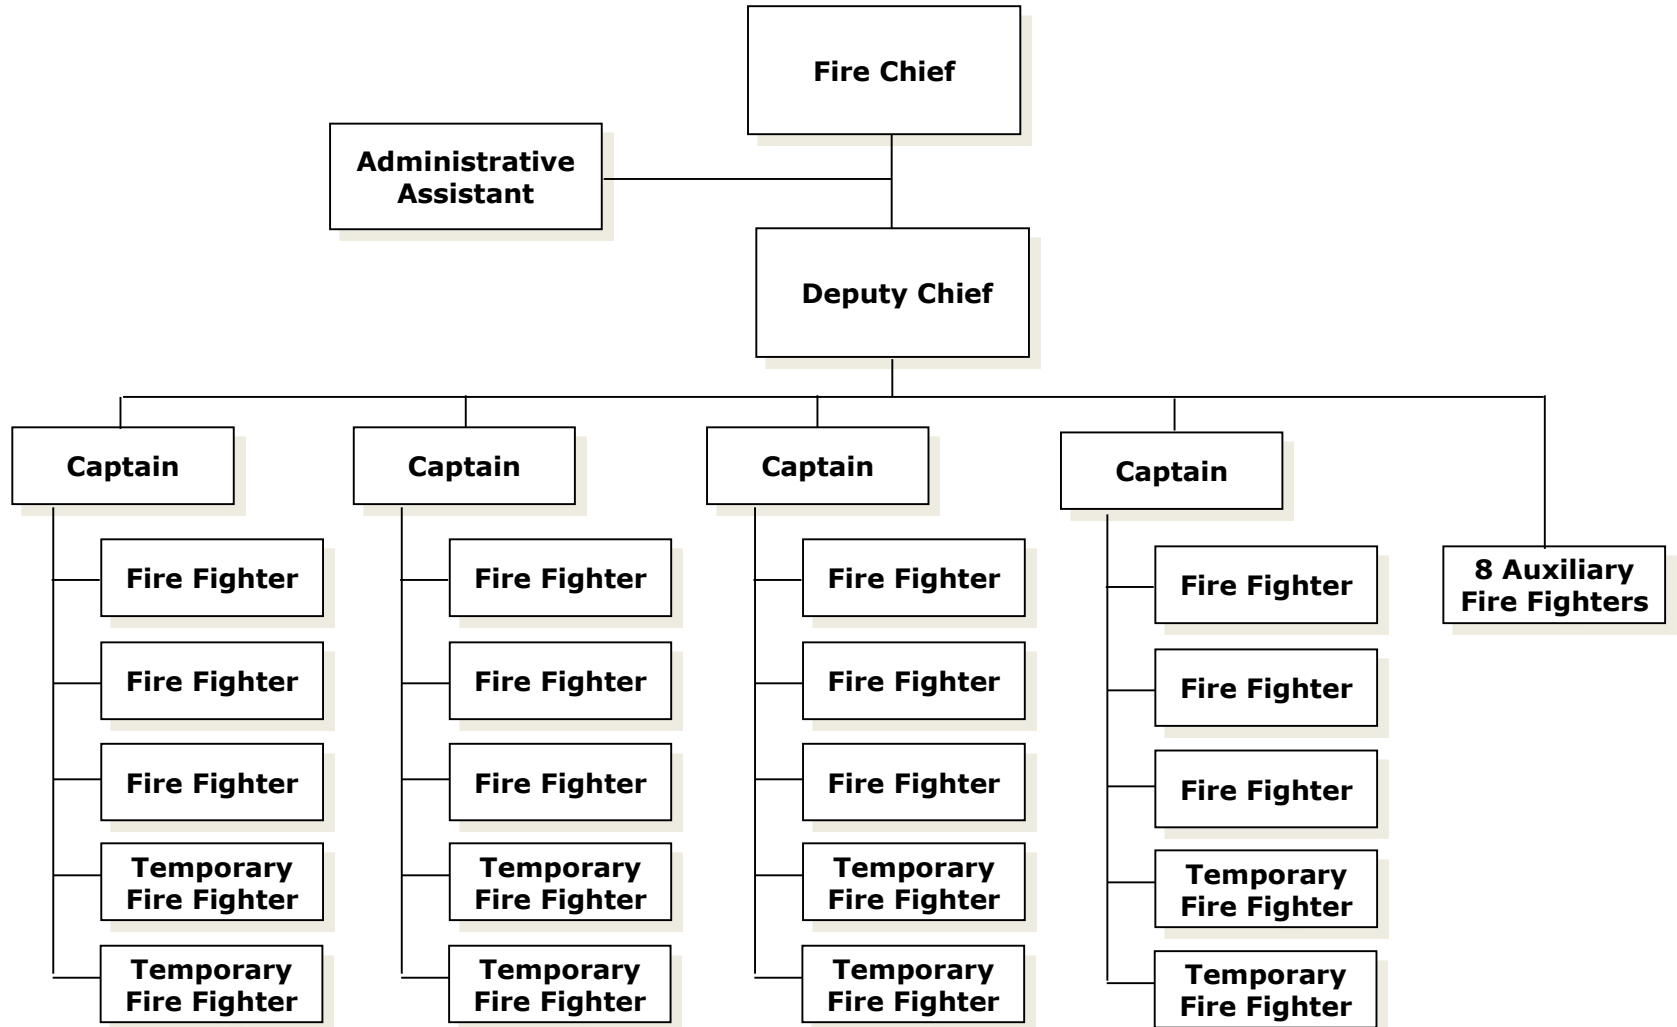 Fire Chief
Administrative
Assistant
Deputy Chief
Captain
Captain
Captain
Captain
Fire Fighter
Fire Fighter
Fire Fighter
Temporary
Fire Fighter
Temporary
Fire Fighter
Fire Fighter
Fire Fighter
Fire Fighter
Temporary
Fire Fighter
Temporary
Fire Fighter
Fire Fighter
Fire Fighter
Fire Fighter
Temporary
Fire Fighter
Temporary
Fire Fighter
Fire Fighter
Fire Fighter
Fire Fighter
Temporary
Fire Fighter
Temporary
Fire Fighter
8 Auxiliary
Fire Fighters